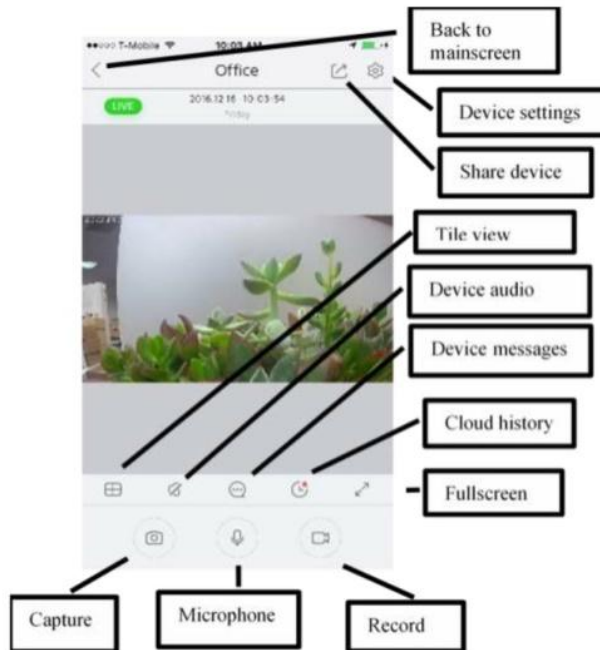 Back to
mainscreen
T-Mobile 10:03 AM
Office
Device settings
LIVE
2016.12.16 10:03:54
Friday
Share device
Tile view
Device audio
Device messages
Cloud history
Fullscreen
Capture
Microphone
Record